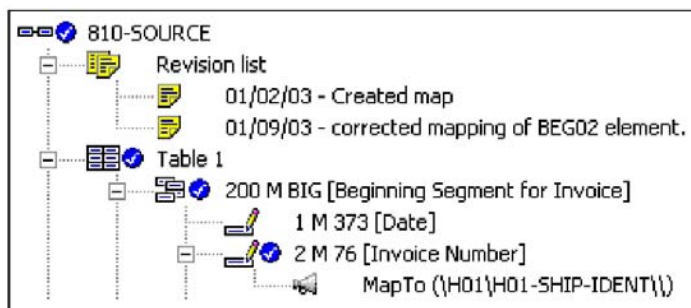 810-SOURCE
Revision list
01/02/03 - Created map
01/09/03 - corrected mapping of BEG02 element.
Table 1
200 M BIG [Beginning Segment for Invoice]
1 M 373 [Date]
2 M 76 [Invoice Number]
MapTo (\H01\H01-SHIP-IDENT\\)